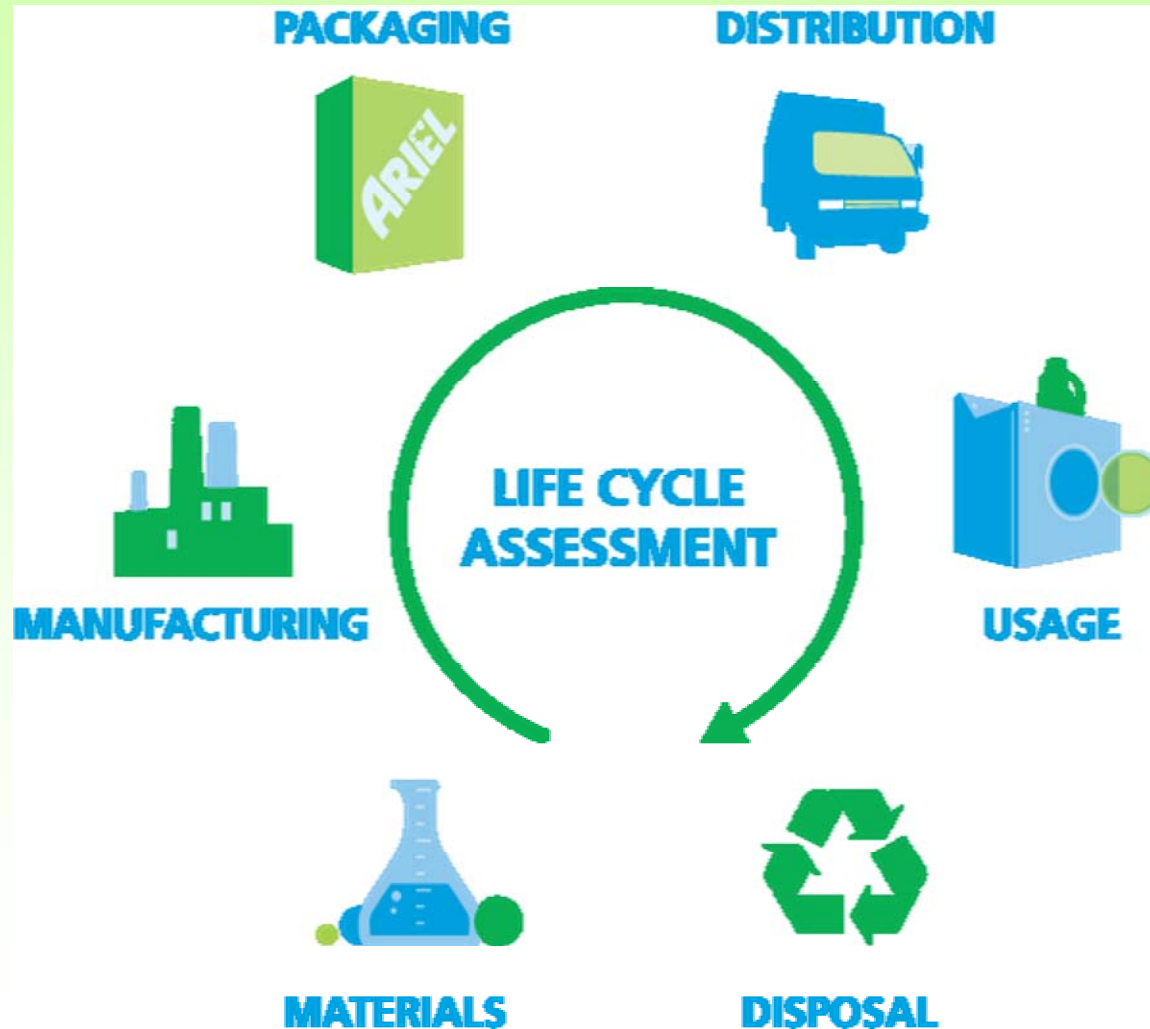 PACKAGING
DISTRIBUTION
ARIEL
LIFE CYCLE
ASSESSMENT
MANUFACTURING
USAGE
MATERIALS
DISPOSAL